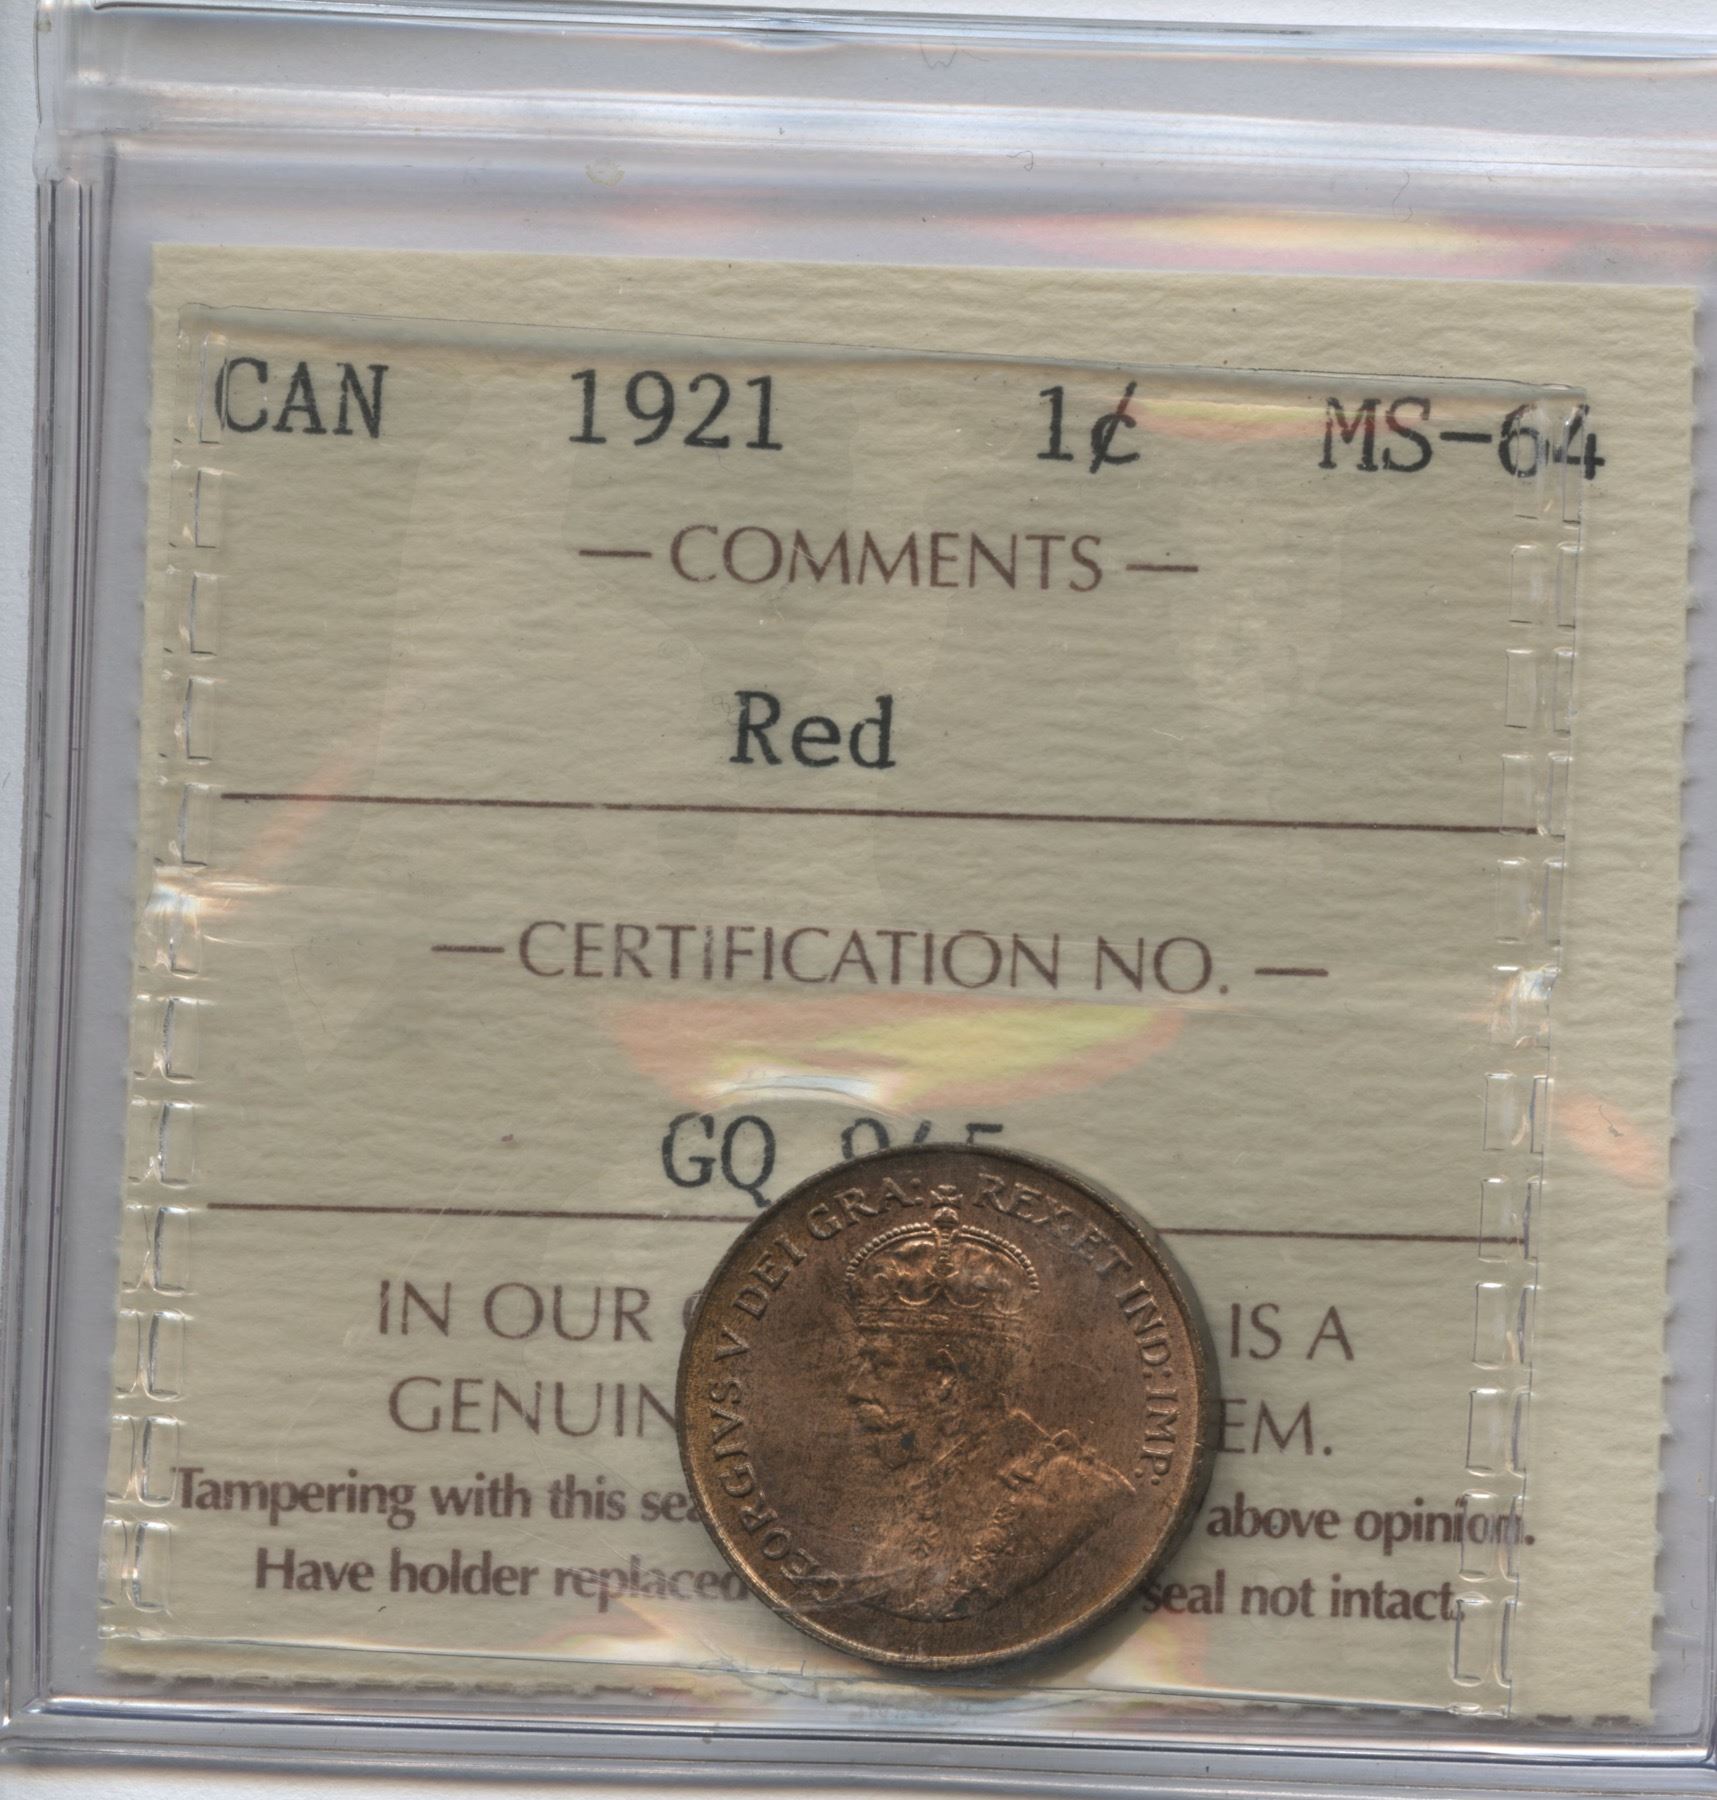 CAN 1921 1¢ MS-64
— COMMENTS —
Red
— CERTIFICATION NO. —
GQ
IN OUR IS A
GENUIN EM.
Tampering with this sea above opinion.
Have holder replaced seal not intact.
GEORGIVS V DEI GRA: REX ET IND: IMP: